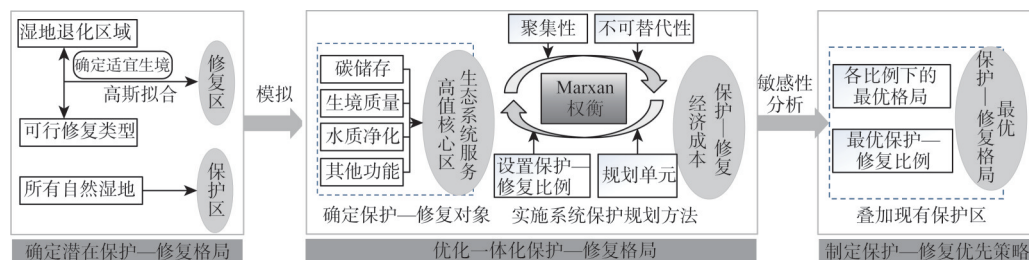 湿地退化区域
确定适宜生境
高斯拟合
可行修复类型
修复区
所有自然湿地
保护区
确定潜在保护—修复格局
模拟
碳储存
生境质量
水质净化
其他功能
生态系统服务
高值核心区
确定保护—修复对象
聚集性
不可替代性
Marxan
权衡
设置保护—
修复比例
规划单元
保护—修复
经济成本
实施系统保护规划方法
优化一体化保护—修复格局
敏感性
分析
各比例下的
最优格局
最优保护—
修复比例
最优
保护—修复格局
叠加现有保护区
制定保护—修复优先策略